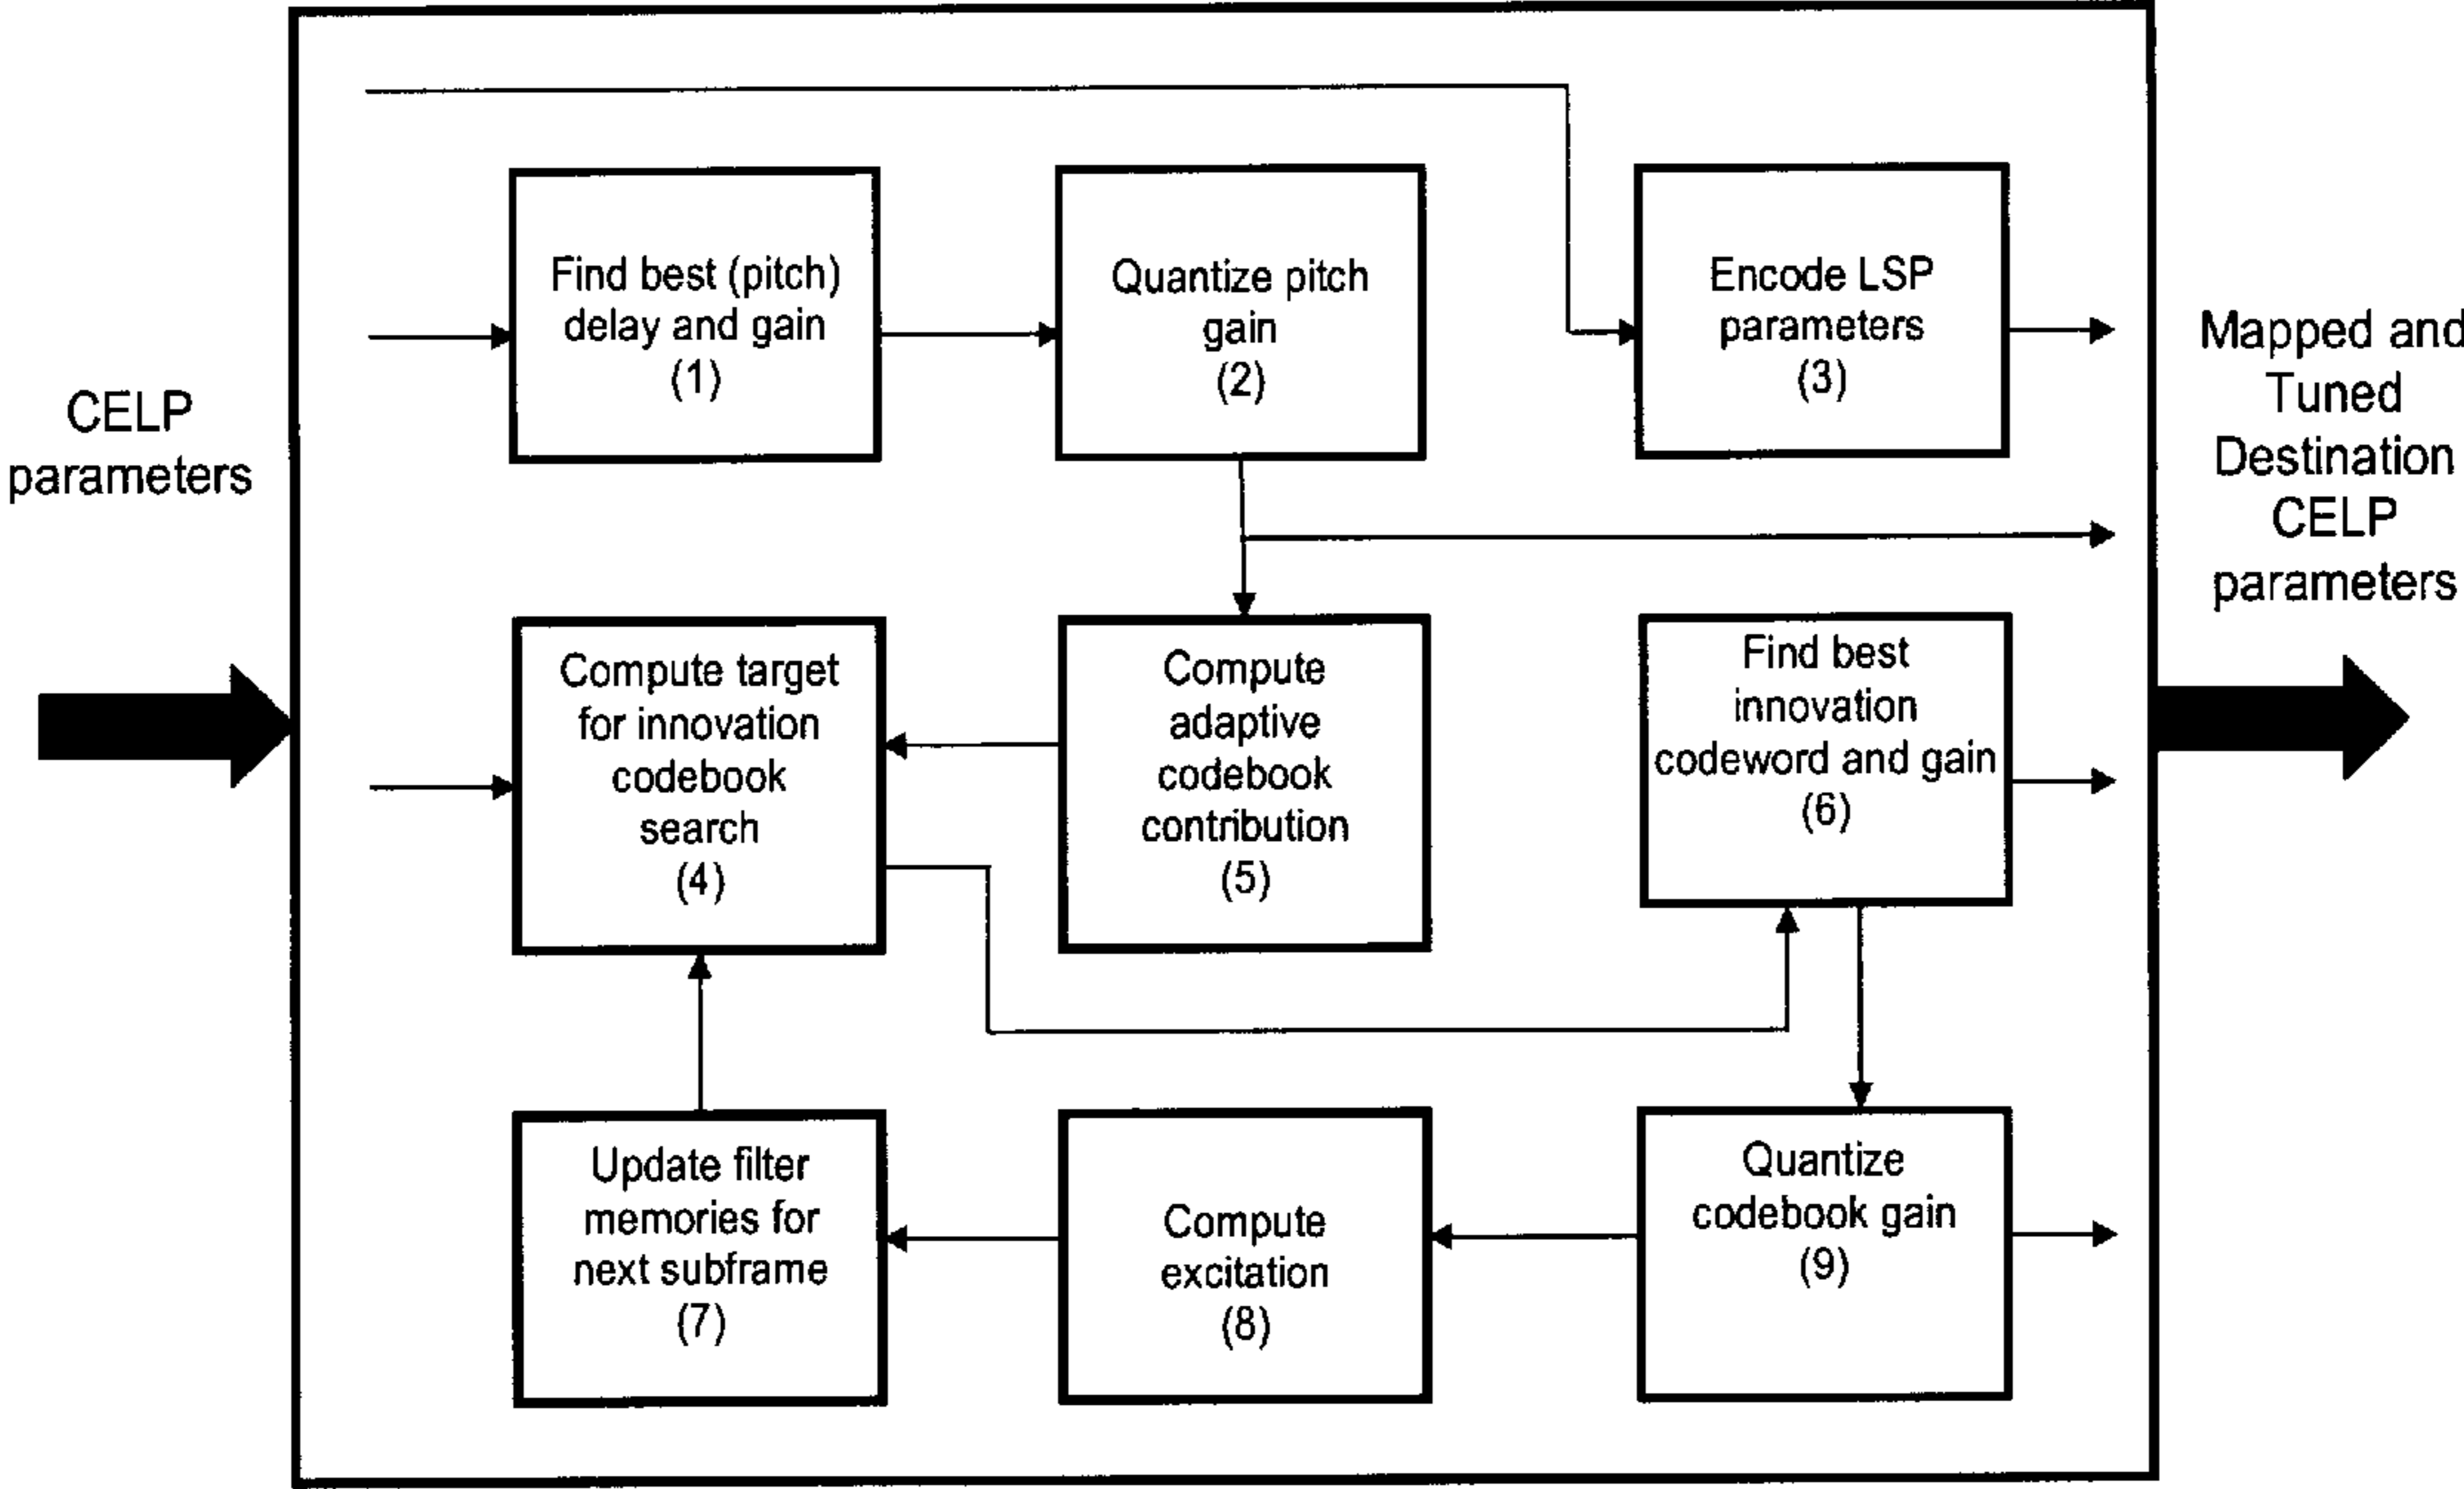 CELP
parameters
Find best (pitch)
delay and gain
(1)
Quantize pitch
gain
(2)
Encode LSP
parameters
(3)
Compute target
for innovation
codebook
search
(4)
Compute
adaptive
codebook
contribution
(5)
Find best
innovation
codeword and gain
(6)
Update filter
memories for
next subframe
(7)
Compute
excitation
(8)
Quantize
codebook gain
(9)
Mapped and
Tuned
Destination
CELP
parameters